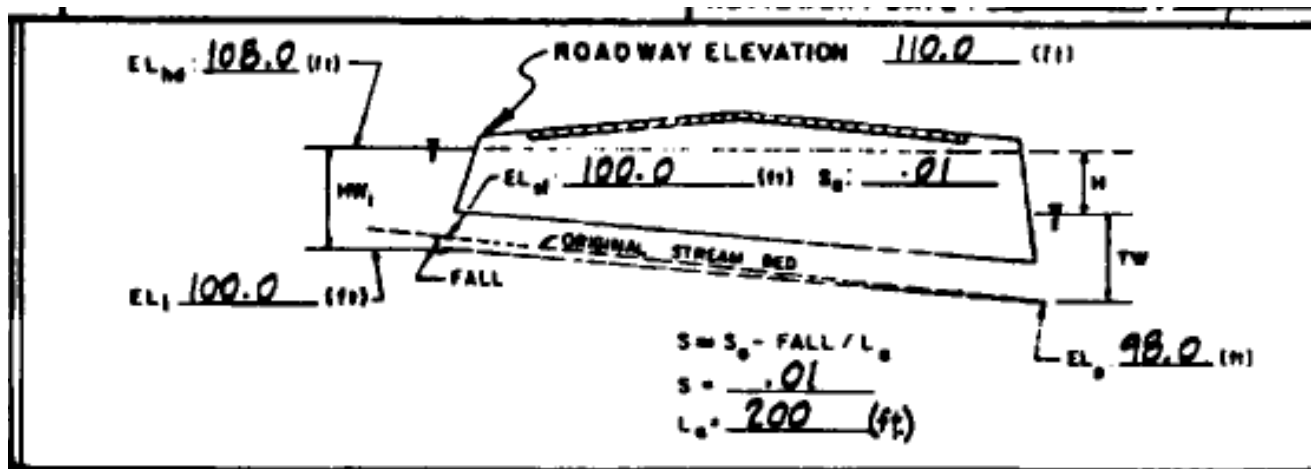 EL_hd: 108.0 (ft)
ROADWAY ELEVATION 110.0 (ft)
HW_i
EL_sf: 100.0 (ft) S_o: .01
H
ORIGINAL STREAM BED
TW
EL_i 100.0 (ft)
FALL
S = S_o - FALL / L_a
EL_o 98.0 (ft)
S = .01
L_a = 200 (ft)